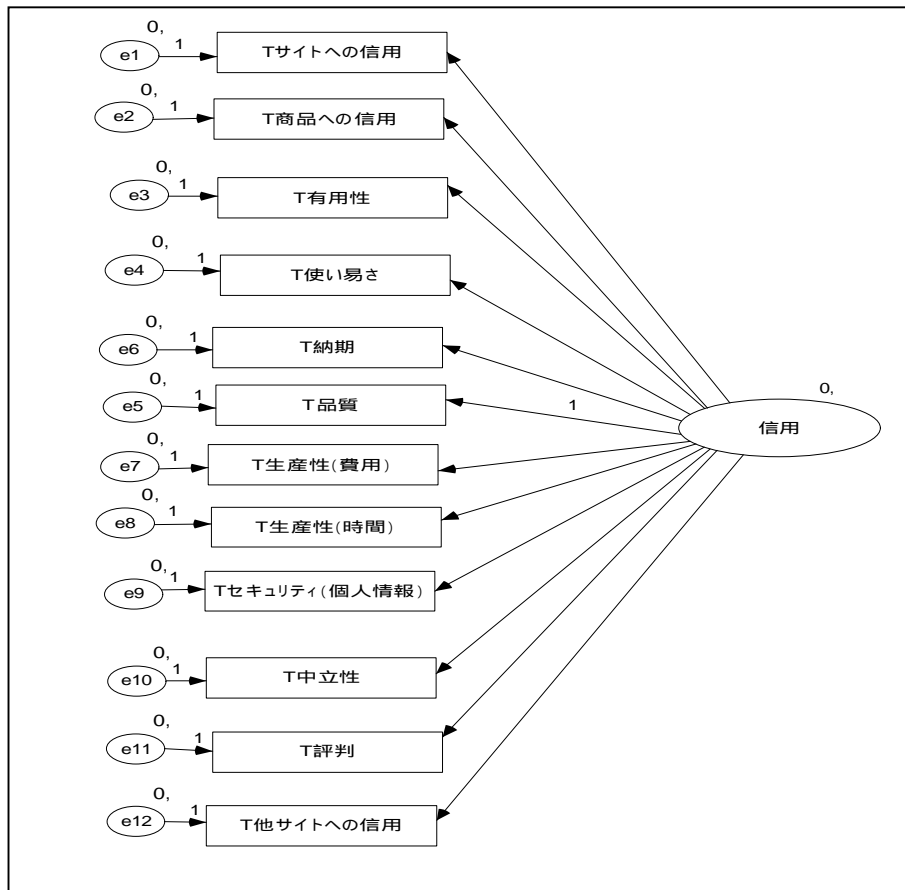 0,
e1
1
Tサイトへの信用
0,
e2
1
T商品への信用
0,
e3
1
T有用性
0,
e4
1
T使い易さ
0,
e6
1
T納期
0,
e5
1
T品質
1
0,
信用
0,
e7
1
T生産性(費用)
0,
e8
1
T生産性(時間)
0,
e9
1
Tセキュリティ(個人情報)
0,
e10
1
T中立性
0,
e11
1
T評判
0,
e12
1
T他サイトへの信用